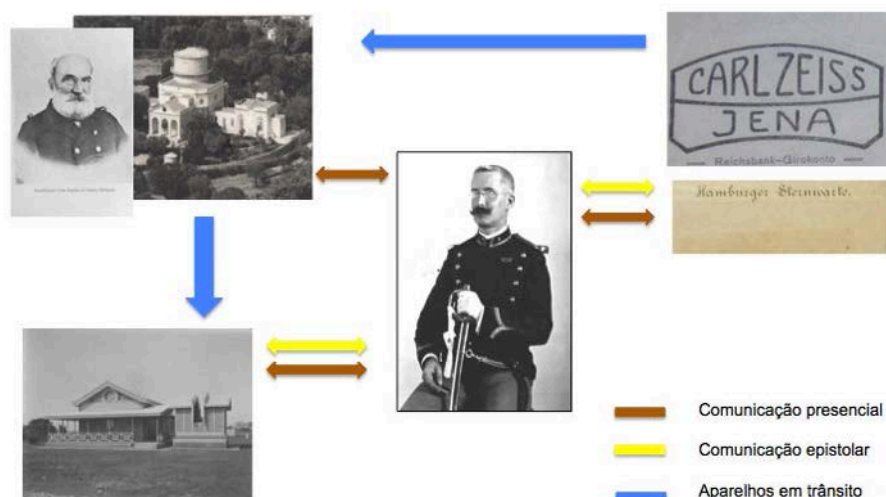 CARL ZEISS
JENA
Reichsbank-Girokonto
Hamburger Sternwarte.
Comunicação presencial
Comunicação epistolar
Aparelhos em trânsito